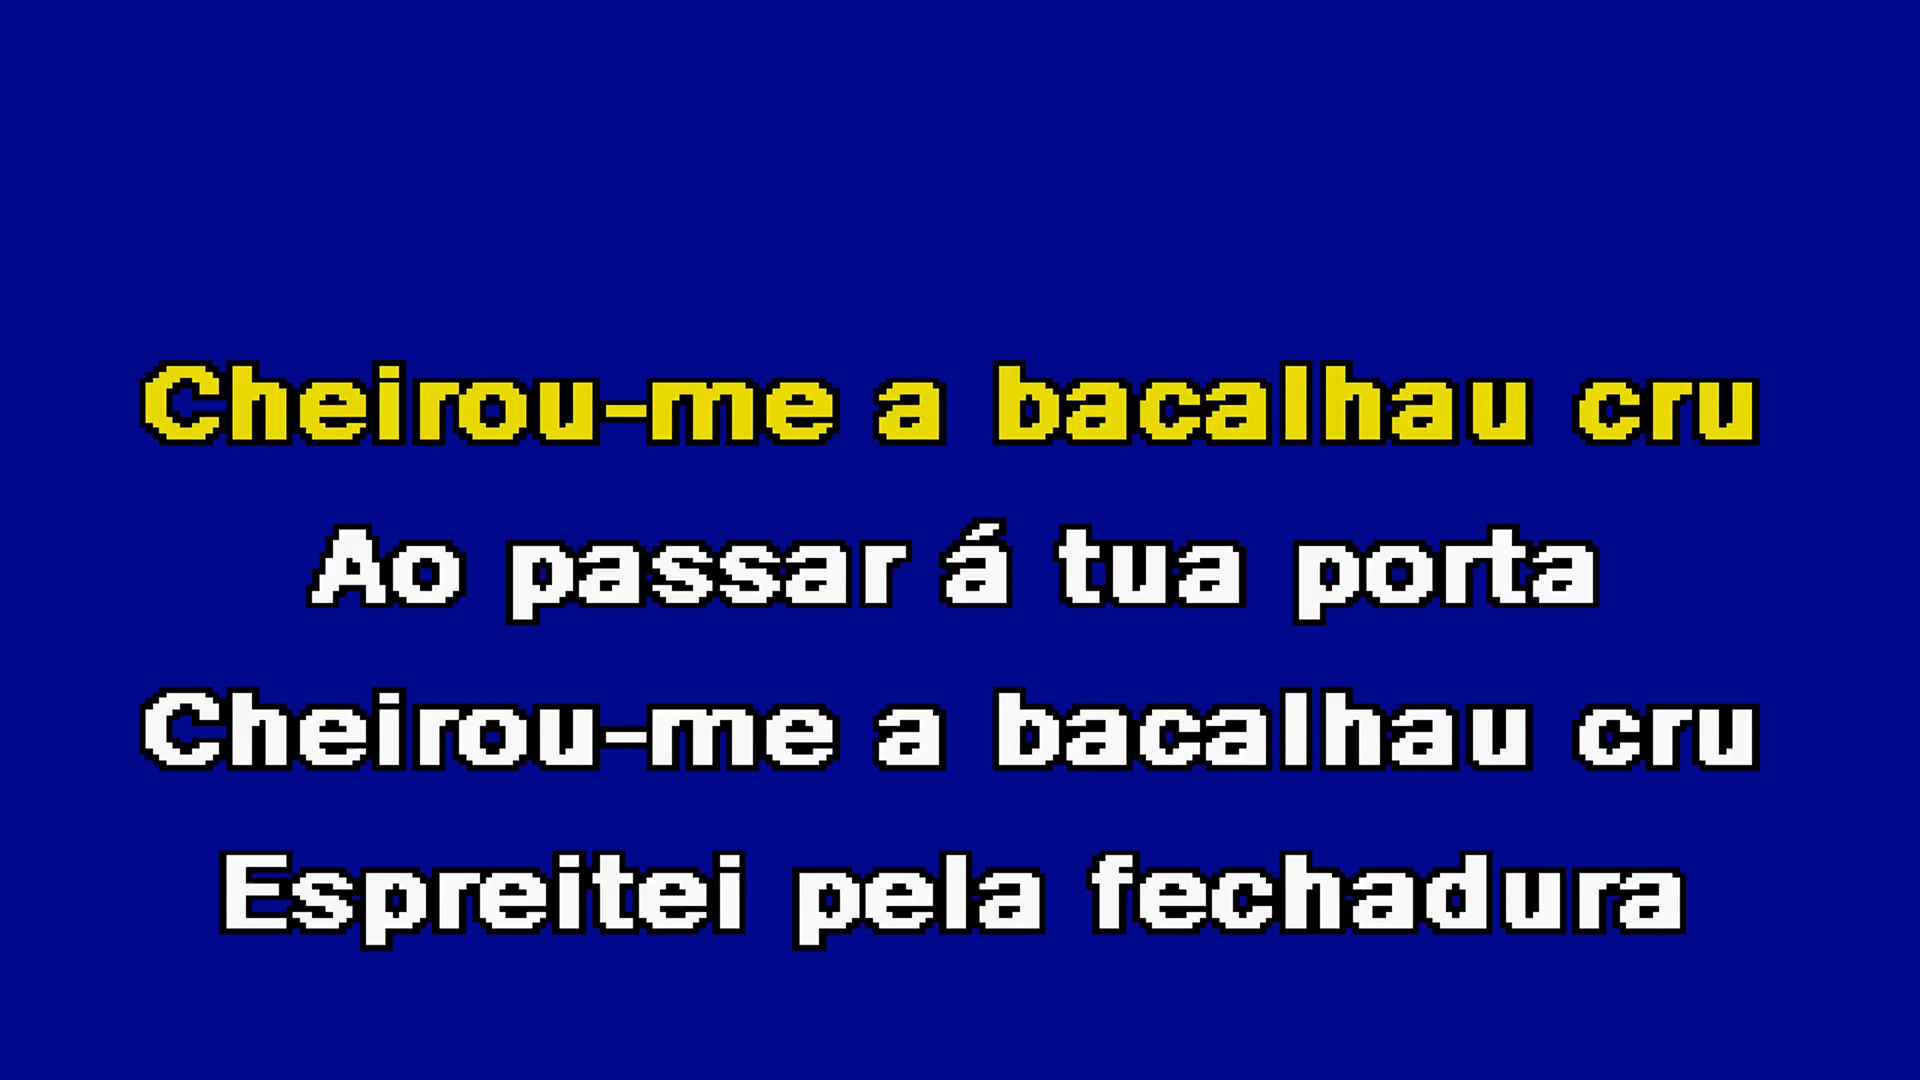 Cheirou-me a bacalhau cru
Ao passar á tua porta
Cheirou-me a bacalhau cru
Espreitei pela fechadura